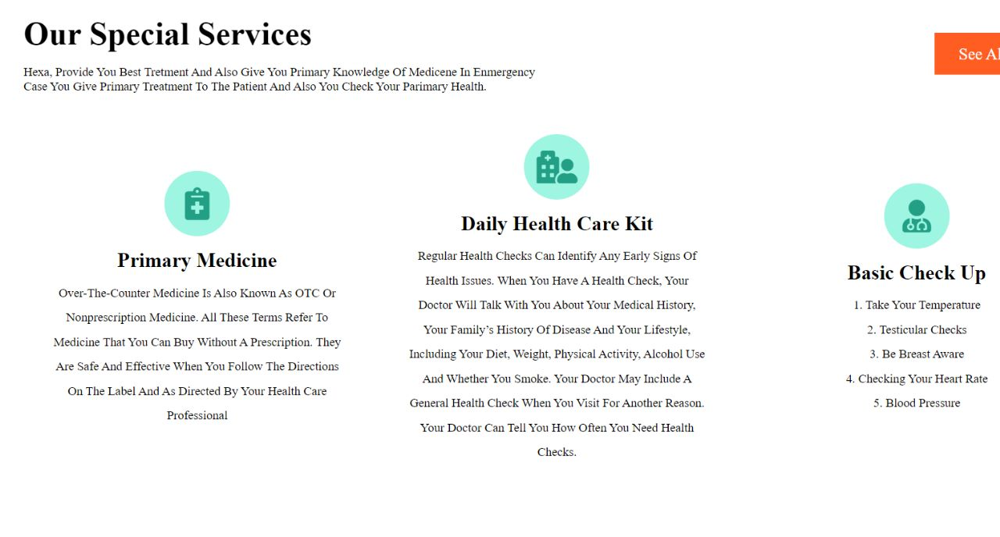 Our Special Services
See Al
Hexa, Provide You Best Tretment And Also Give You Primary Knowledge Of Medicene In Enmergency
Case You Give Primary Treatment To The Patient And Also You Check Your Parimary Health.
Primary Medicine
Over-The-Counter Medicine Is Also Known As OTC Or
Nonprescription Medicine. All These Terms Refer To
Medicine That You Can Buy Without A Prescription. They
Are Safe And Effective When You Follow The Directions
On The Label And As Directed By Your Health Care
Professional
Daily Health Care Kit
Regular Health Checks Can Identify Any Early Signs Of
Health Issues. When You Have A Health Check, Your
Doctor Will Talk With You About Your Medical History,
Your Family’s History Of Disease And Your Lifestyle,
Including Your Diet, Weight, Physical Activity, Alcohol Use
And Whether You Smoke. Your Doctor May Include A
General Health Check When You Visit For Another Reason.
Your Doctor Can Tell You How Often You Need Health
Checks.
Basic Check Up
1. Take Your Temperature
2. Testicular Checks
3. Be Breast Aware
4. Checking Your Heart Rate
5. Blood Pressure